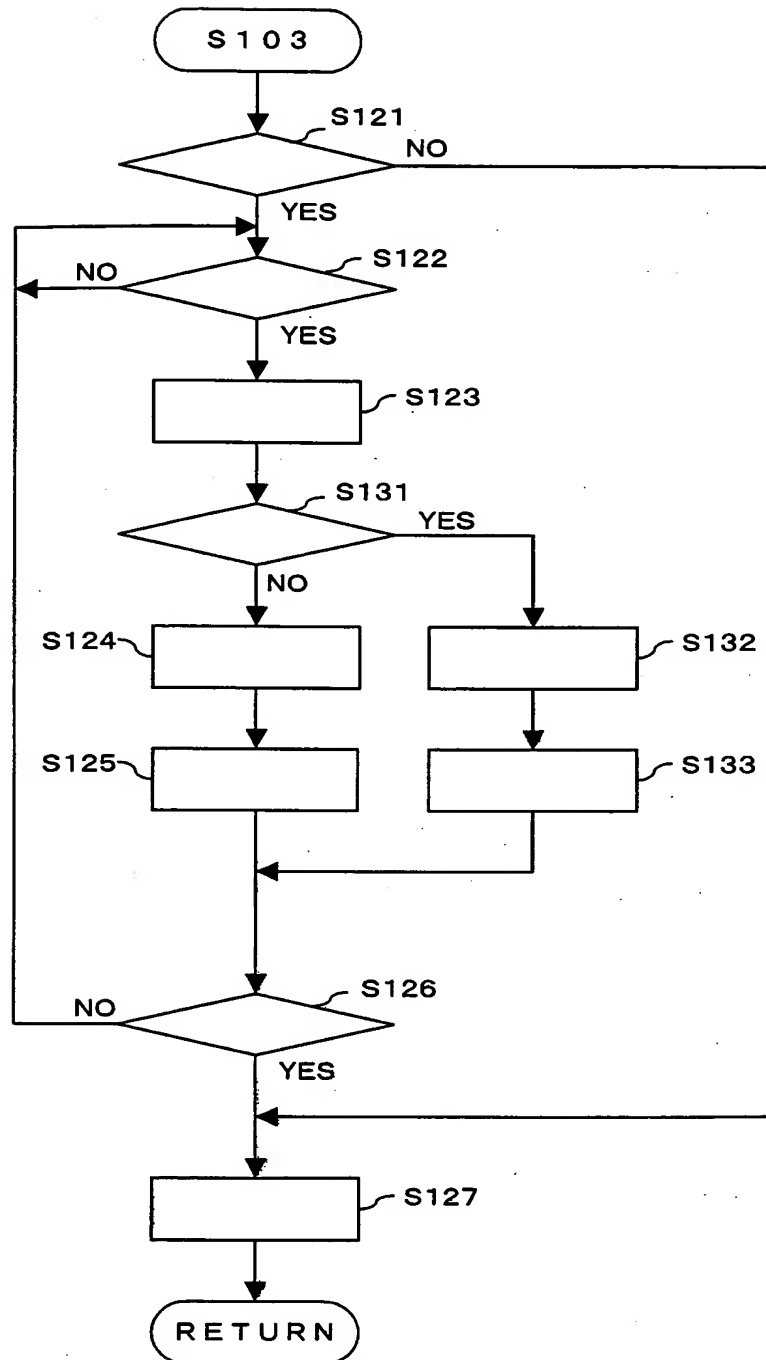 S103
S121
NO
YES
S122
NO
YES
S123
S131
YES
NO
S124
S132
S125
S133
S126
NO
YES
S127
RETURN